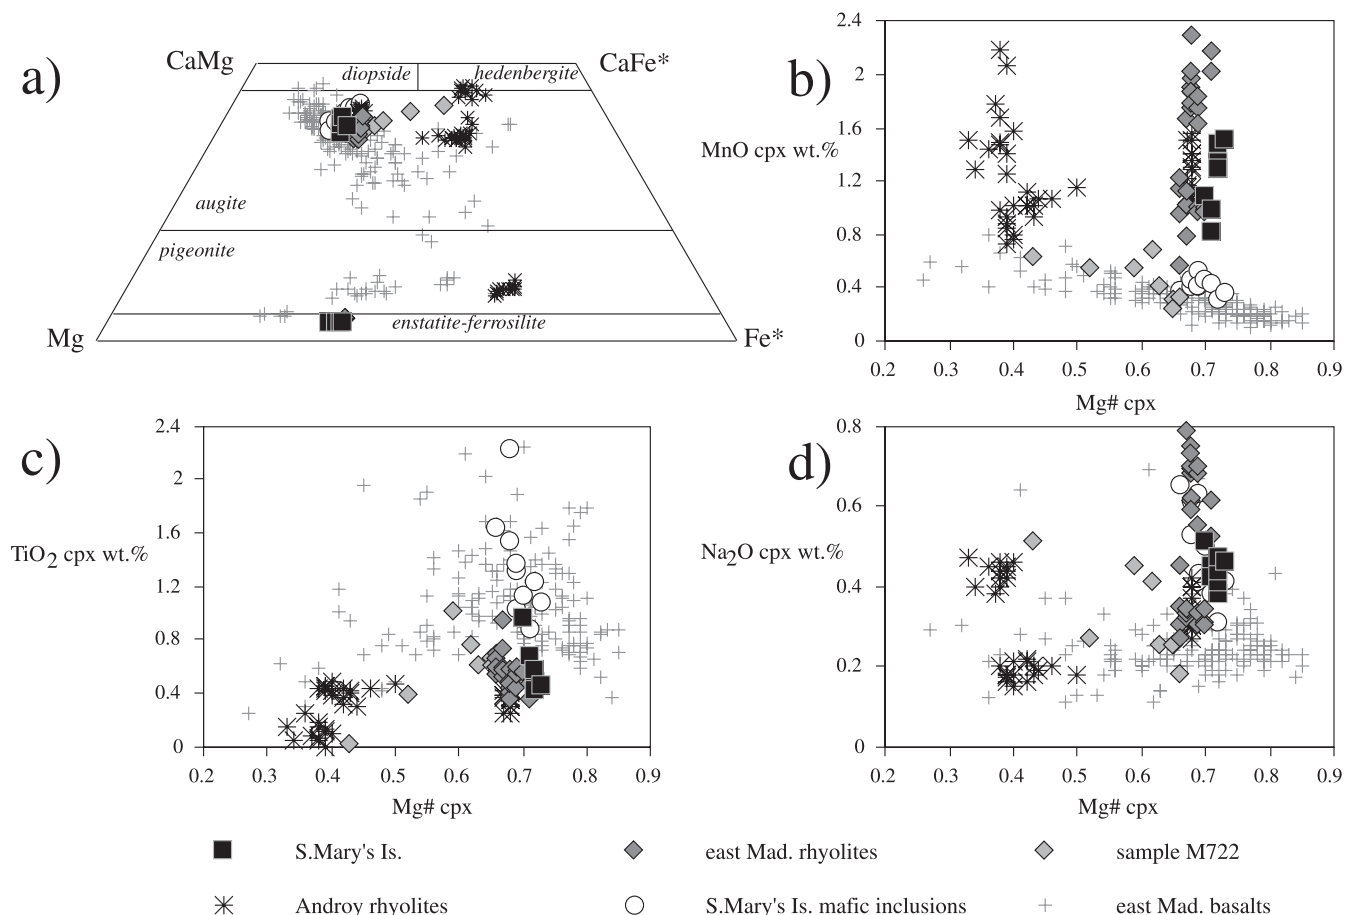 a)
CaMg
CaFe*
diopside
hedenbergite
augite
pigeonite
enstatite-ferrosilite
Mg
Fe*
b)
2.4
2
1.6
MnO cpx wt.%
1.2
0.8
0.4
0
0.2 0.3 0.4 0.5 0.6 0.7 0.8 0.9
Mg# cpx
c)
2.4
2
1.6
TiO2 cpx wt.%
1.2
0.8
0.4
0
0.2 0.3 0.4 0.5 0.6 0.7 0.8 0.9
Mg# cpx
d)
0.8
0.6
Na2O cpx wt.%
0.4
0.2
0
0.2 0.3 0.4 0.5 0.6 0.7 0.8 0.9
Mg# cpx
S.Mary's Is. east Mad. rhyolites sample M722
Androy rhyolites S.Mary's Is. mafic inclusions east Mad. basalts